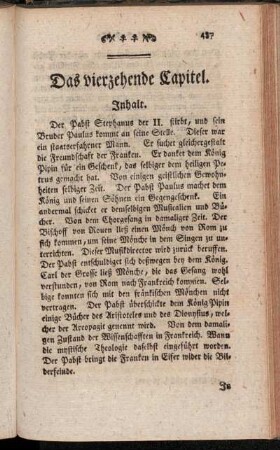 487
Das vierzehende Capitel.
Inhalt.
Der Pabst Stephanus der II. stirbt, und sein
Bruder Paulus kommt an seine Stelle. Dieser war
ein staatserfahrner Mann. Er suchet gleichergestalt
die Freundschaft der Franken. Er danket dem König
Pipin für ein Geschenk, das selbiger dem heiligen Pe-
trus gemacht hat. Von einigen geistlichen Gewohn-
heiten selbiger Zeit. Der Pabst Paulus machet dem
König und seinen Söhnen ein Gegengeschenk. Ein
andermal schicket er demselbigen Musicalien und Bü-
cher. Von dem Chorgesang in damaliger Zeit. Der
Bischoff von Rouen ließ einen Mönch von Rom zu
sich kommen, um seine Mönche in dem Singen zu un-
terrichten. Dieser Musikdirector wird zurück beruffen.
Der Pabst entschuldiget sich deswegen bey dem König.
Carl der Grosse ließ Mönche, die das Gesang wohl
verstunden, von Rom nach Frankreich kommen. Sel-
bige konnten sich mit den fränkischen Mönchen nicht
vertragen. Der Pabst überschickte dem König Pipin
einige Bücher des Aristoteles und des Dionysius, wel-
cher der Areopagit genennt wird. Von dem damali-
gen Zustand der Wissenschafften in Frankreich. Wann
die mystische Theologie daselbst eingeführt worden.
Der Pabst bringt die Franken in Eifer wider die Bil-
derfeinde.
In